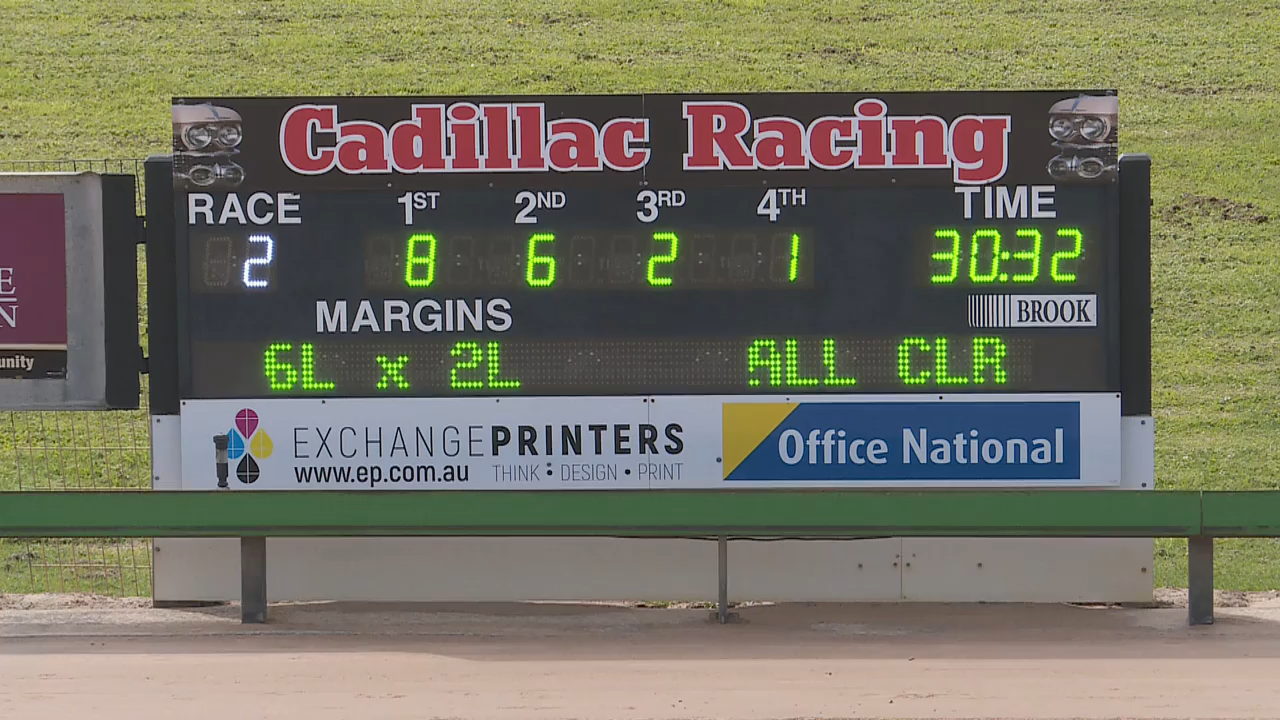 Cadillac Racing
RACE 1ST 2ND 3RD 4TH TIME
2 8 6 2 1 30:32
MARGINS
BROOK
6L x 2L ALL CLR
EXCHANGEPRINTERS
www.ep.com.au THINK • DESIGN • PRINT
Office National
E
N
unity